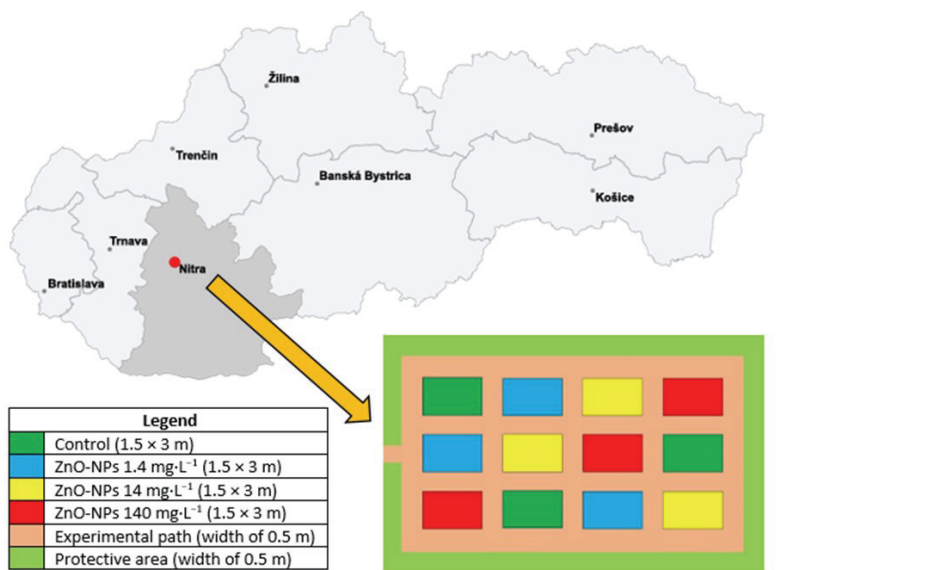 Žilina
Prešov
Trenčín
Banská Bystrica
Košice
Trnava
Nitra
Bratislava
Legend
Control (1.5 × 3 m)
ZnO-NPs 1.4 mg·L⁻¹ (1.5 × 3 m)
ZnO-NPs 14 mg·L⁻¹ (1.5 × 3 m)
ZnO-NPs 140 mg·L⁻¹ (1.5 × 3 m)
Experimental path (width of 0.5 m)
Protective area (width of 0.5 m)